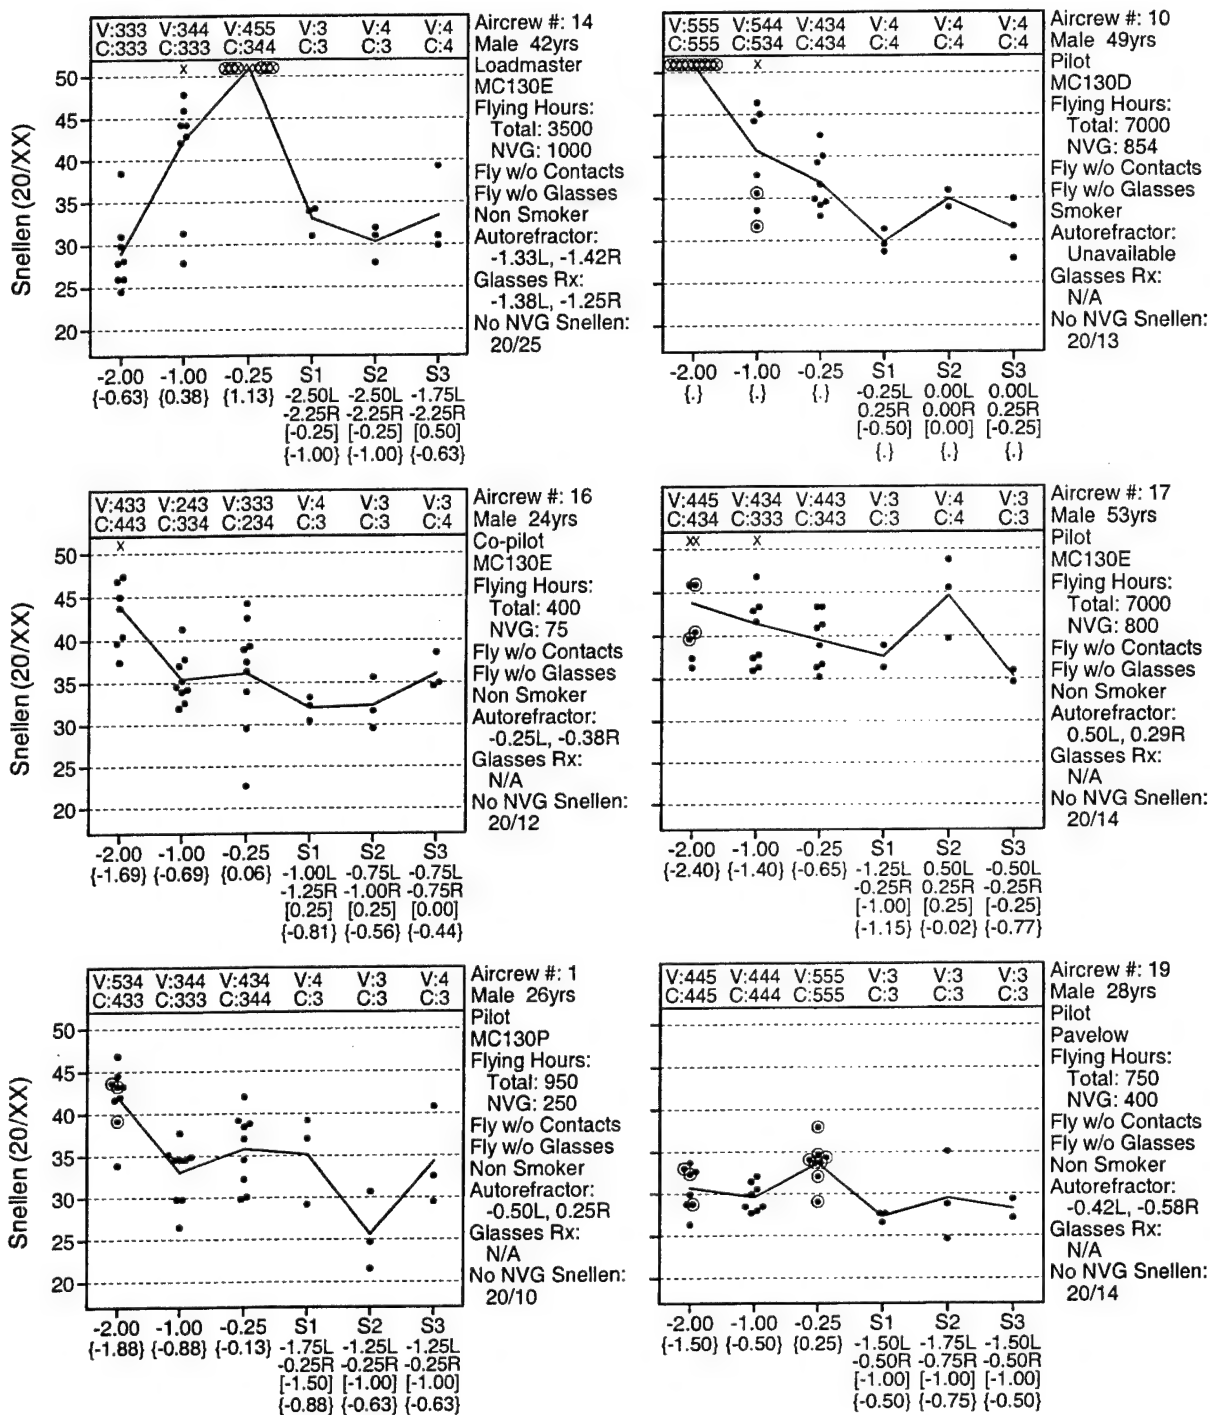 V:333 V:344 V:455 V:3 V:4 V:4
C:333 C:333 C:344 C:3 C:3 C:4
Aircrew #: 14
Male 42yrs
Loadmaster
MC130E
Flying Hours:
Total: 3500
NVG: 1000
Fly w/o Contacts
Fly w/o Glasses
Non Smoker
Autorefractor:
-1.33L, -1.42R
Glasses Rx:
-1.38L, -1.25R
No NVG Snellen:
20/25
Snellen (20/XX)
50
45
40
35
30
25
20
-2.00 -1.00 -0.25 S1 S2 S3
{-0.63} {0.38} {1.13} -2.50L -2.50L -1.75L
-2.25R -2.25R -2.25R
[-0.25] [-0.25] [0.50]
{-1.00} {-1.00} {-0.63}
V:555 V:544 V:434 V:4 V:4 V:4
C:555 C:534 C:434 C:4 C:4 C:4
Aircrew #: 10
Male 49yrs
Pilot
MC130D
Flying Hours:
Total: 7000
NVG: 854
Fly w/o Contacts
Fly w/o Glasses
Smoker
Autorefractor:
Unavailable
Glasses Rx:
N/A
No NVG Snellen:
20/13
-2.00 -1.00 -0.25 S1 S2 S3
{.} {.} {.} -0.25L 0.00L 0.00L
0.25R 0.00R 0.25R
[-0.50] [0.00] [-0.25]
{.} {.} {.}
V:433 V:243 V:333 V:4 V:3 V:3
C:443 C:334 C:234 C:3 C:3 C:4
Aircrew #: 16
Male 24yrs
Co-pilot
MC130E
Flying Hours:
Total: 400
NVG: 75
Fly w/o Contacts
Fly w/o Glasses
Non Smoker
Autorefractor:
-0.25L, -0.38R
Glasses Rx:
N/A
No NVG Snellen:
20/12
Snellen (20/XX)
50
45
40
35
30
25
20
-2.00 -1.00 -0.25 S1 S2 S3
{-1.69} {-0.69} {0.06} -1.00L -0.75L -0.75L
-1.25R -1.00R -0.75R
[0.25] [0.25] [0.00]
{-0.81} {-0.56} {-0.44}
V:445 V:434 V:443 V:3 V:4 V:3
C:434 C:333 C:343 C:3 C:4 C:3
Aircrew #: 17
Male 53yrs
Pilot
MC130E
Flying Hours:
Total: 7000
NVG: 800
Fly w/o Contacts
Fly w/o Glasses
Non Smoker
Autorefractor:
0.50L, 0.29R
Glasses Rx:
N/A
No NVG Snellen:
20/14
-2.00 -1.00 -0.25 S1 S2 S3
{-2.40} {-1.40} {-0.65} -1.25L 0.50L -0.50L
-0.25R 0.25R -0.25R
[-1.00] [0.25] [-0.25]
{-1.15} {-0.02} {-0.77}
V:534 V:344 V:434 V:4 V:3 V:4
C:433 C:333 C:344 C:3 C:3 C:3
Aircrew #: 1
Male 26yrs
Pilot
MC130P
Flying Hours:
Total: 950
NVG: 250
Fly w/o Contacts
Fly w/o Glasses
Non Smoker
Autorefractor:
-0.50L, 0.25R
Glasses Rx:
N/A
No NVG Snellen:
20/10
Snellen (20/XX)
50
45
40
35
30
25
20
-2.00 -1.00 -0.25 S1 S2 S3
{-1.88} {-0.88} {-0.13} -1.75L -1.25L -1.25L
-0.25R -0.25R -0.25R
[-1.50] [-1.00] [-1.00]
{-0.88} {-0.63} {-0.63}
V:445 V:444 V:555 V:3 V:3 V:3
C:445 C:444 C:555 C:3 C:3 C:3
Aircrew #: 19
Male 28yrs
Pilot
Pavelow
Flying Hours:
Total: 750
NVG: 400
Fly w/o Contacts
Fly w/o Glasses
Non Smoker
Autorefractor:
-0.42L, -0.58R
Glasses Rx:
N/A
No NVG Snellen:
20/14
-2.00 -1.00 -0.25 S1 S2 S3
{-1.50} {-0.50} {0.25} -1.50L -1.75L -1.50L
-0.50R -0.75R -0.50R
[-1.00] [-1.00] [-1.00]
{-0.50} {-0.75} {-0.50}